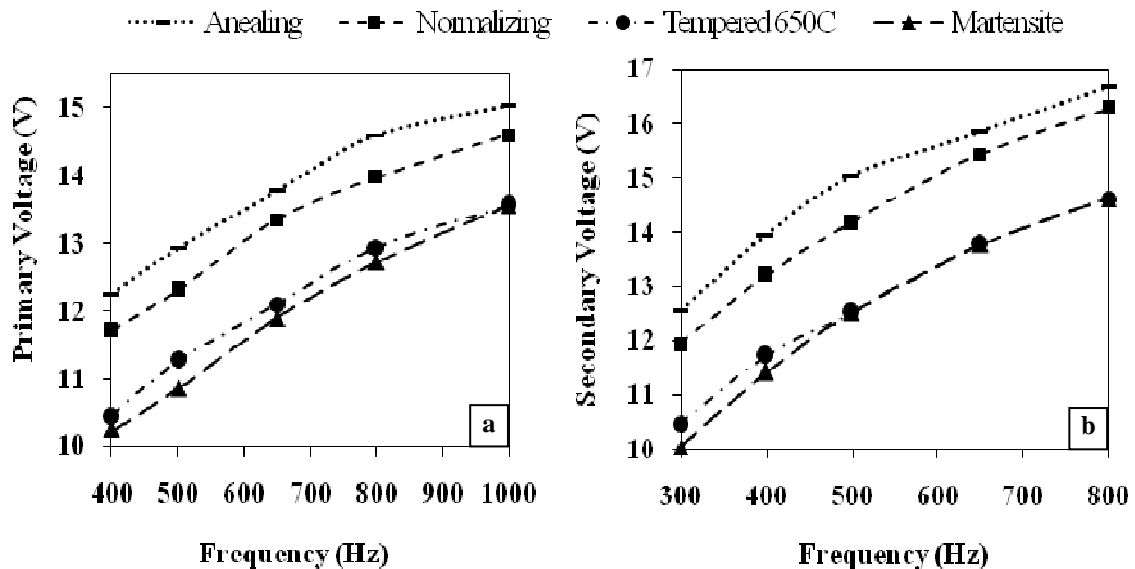 Anealing Normalizing Tempered 650C Martensite
Primary Voltage (V)
15
14
13
12
11
10
400 500 600 700 800 900 1000
Frequency (Hz)
a
Secondary Voltage (V)
17
16
15
14
13
12
11
10
300 400 500 600 700 800
Frequency (Hz)
b